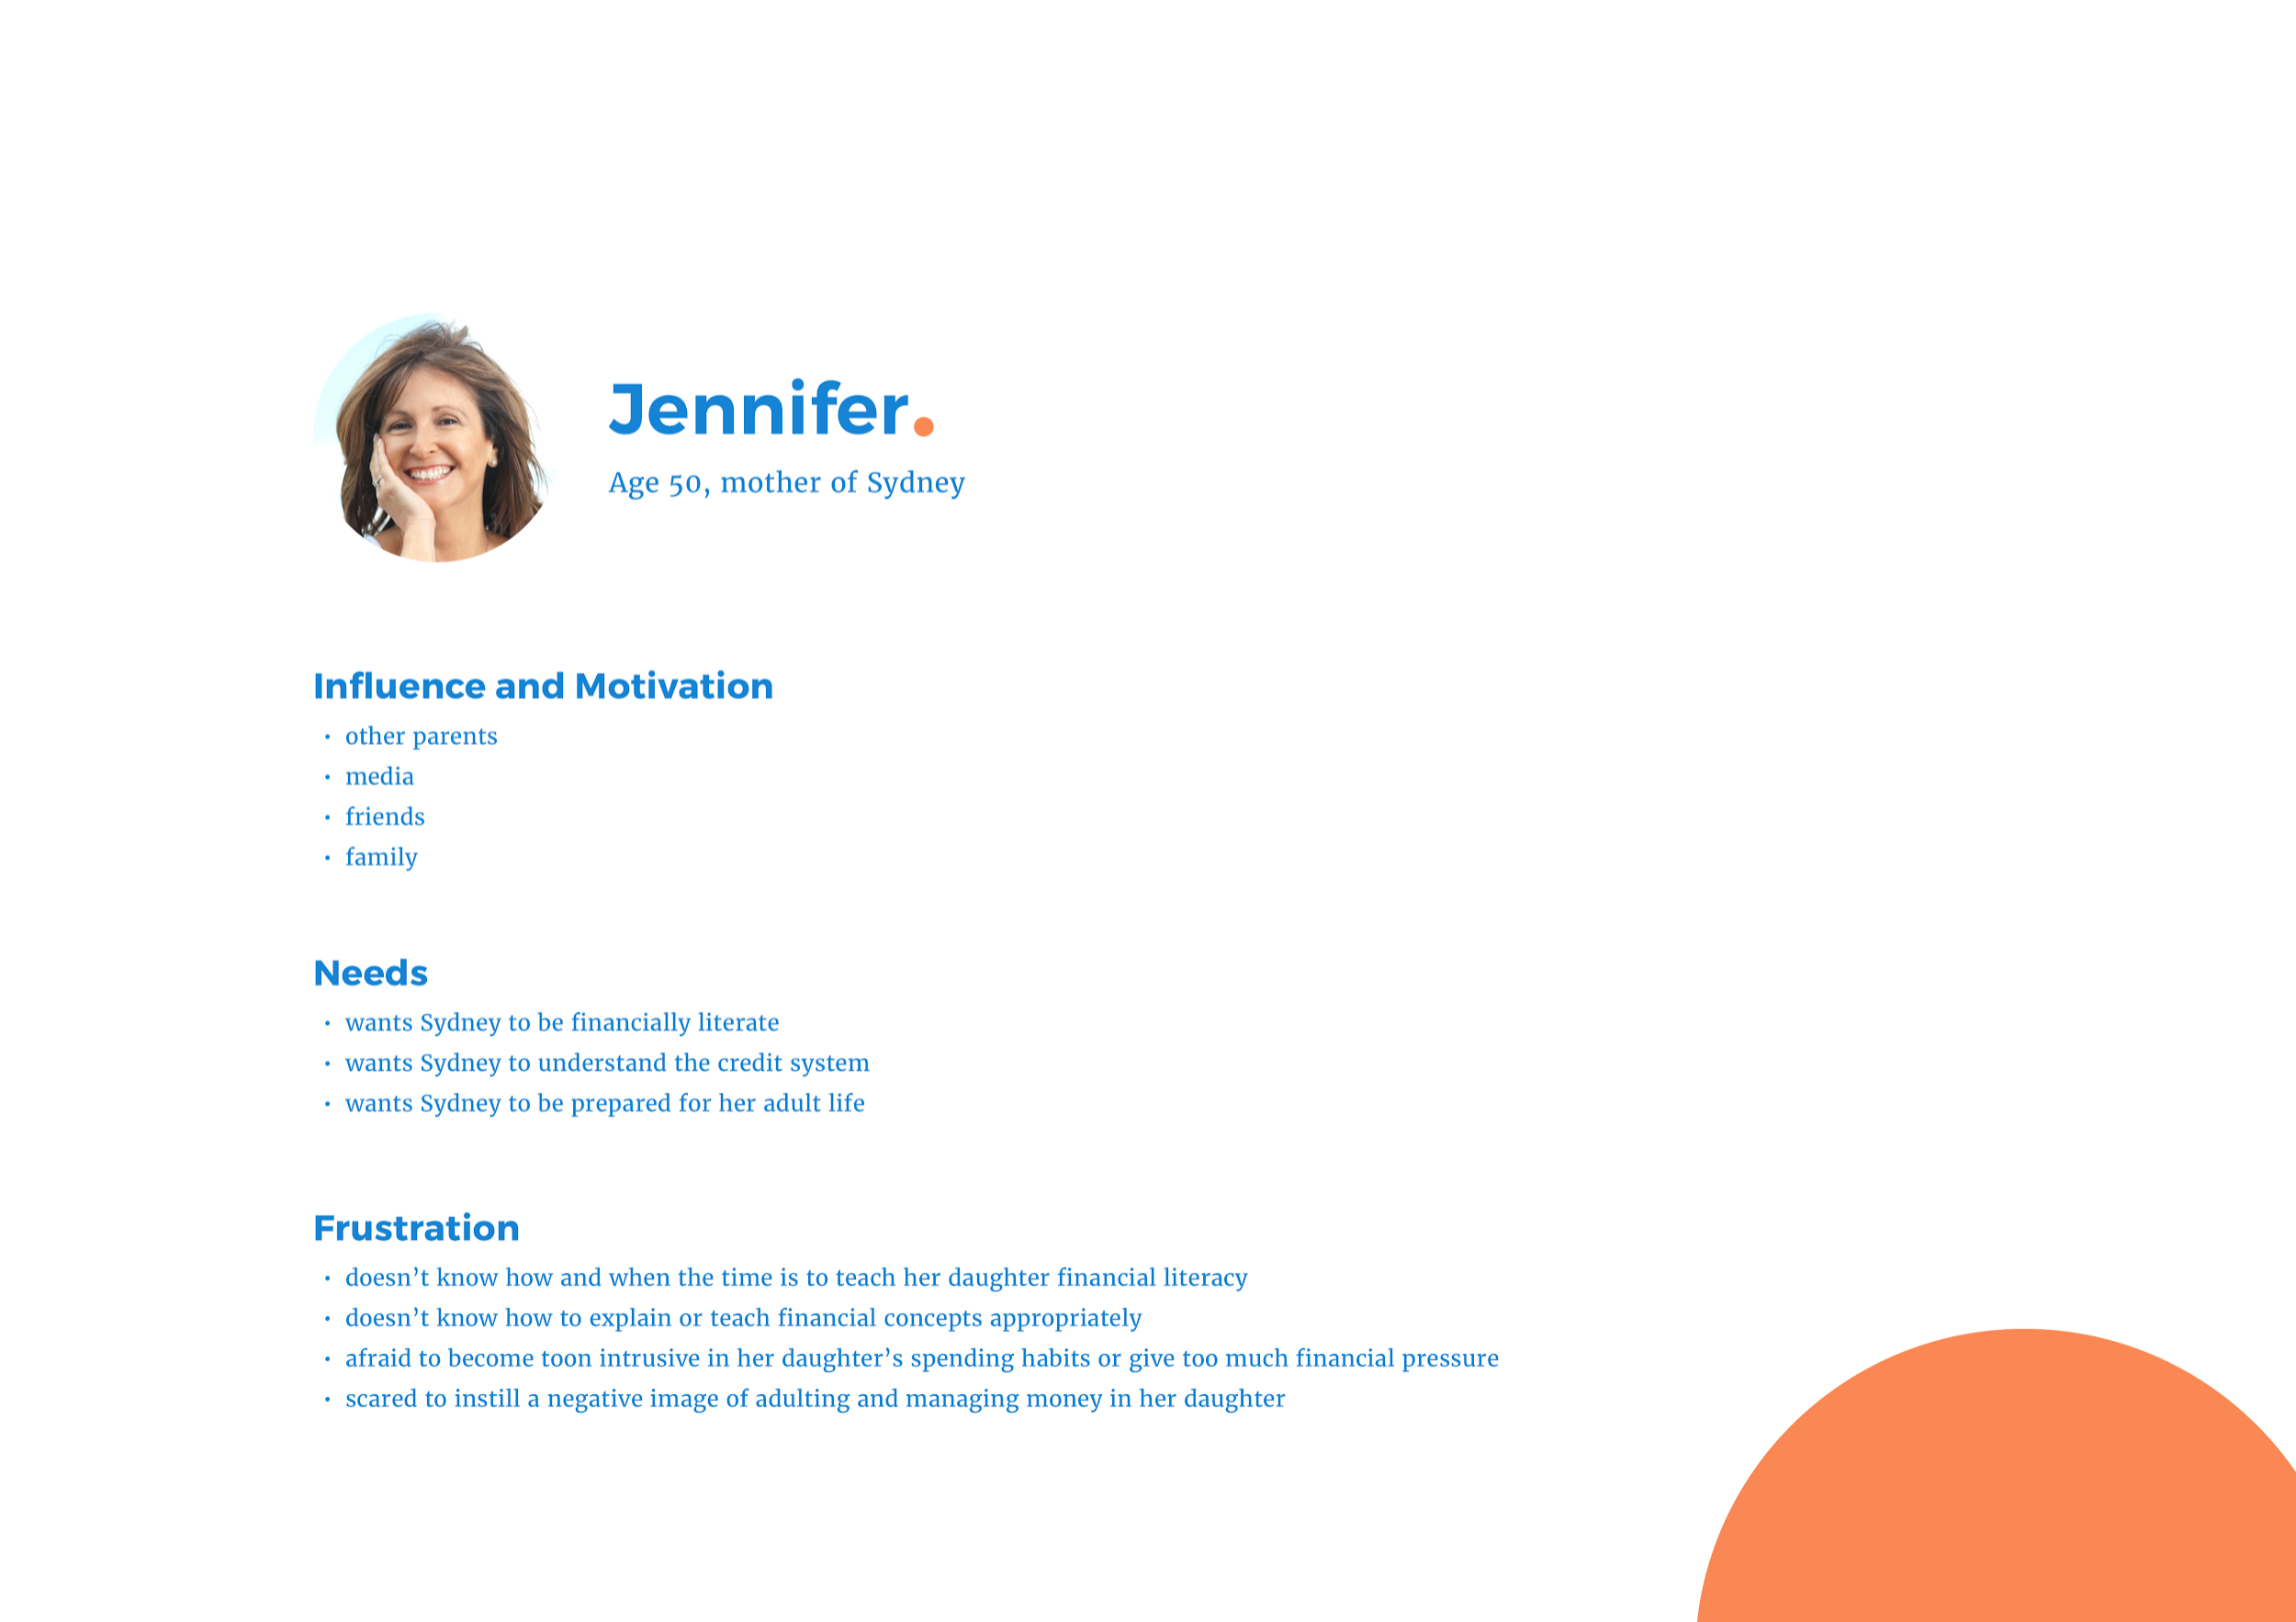 Jennifer.
Age 50, mother of Sydney
Influence and Motivation
• other parents
• media
• friends
• family
Needs
• wants Sydney to be financially literate
• wants Sydney to understand the credit system
• wants Sydney to be prepared for her adult life
Frustration
• doesn’t know how and when the time is to teach her daughter financial literacy
• doesn’t know how to explain or teach financial concepts appropriately
• afraid to become toon intrusive in her daughter’s spending habits or give too much financial pressure
• scared to instill a negative image of adulting and managing money in her daughter